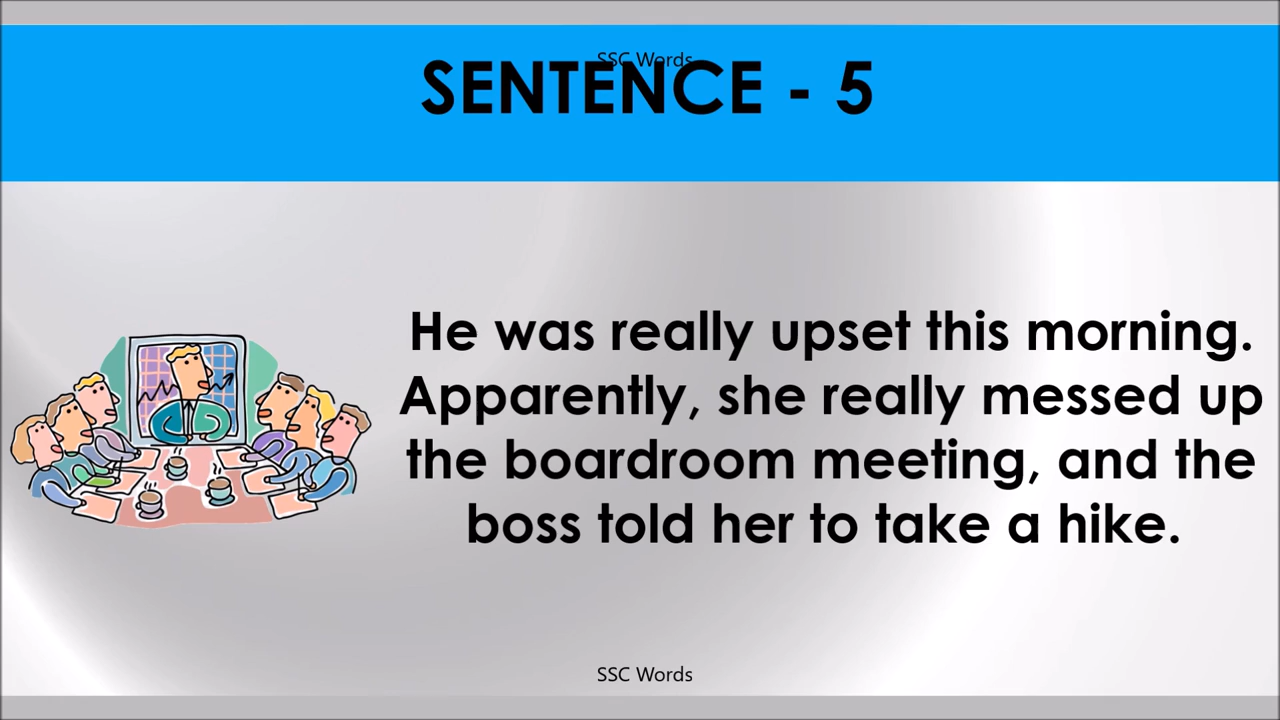 SSC Words
SENTENCE - 5
He was really upset this morning.
Apparently, she really messed up
the boardroom meeting, and the
boss told her to take a hike.
SSC Words